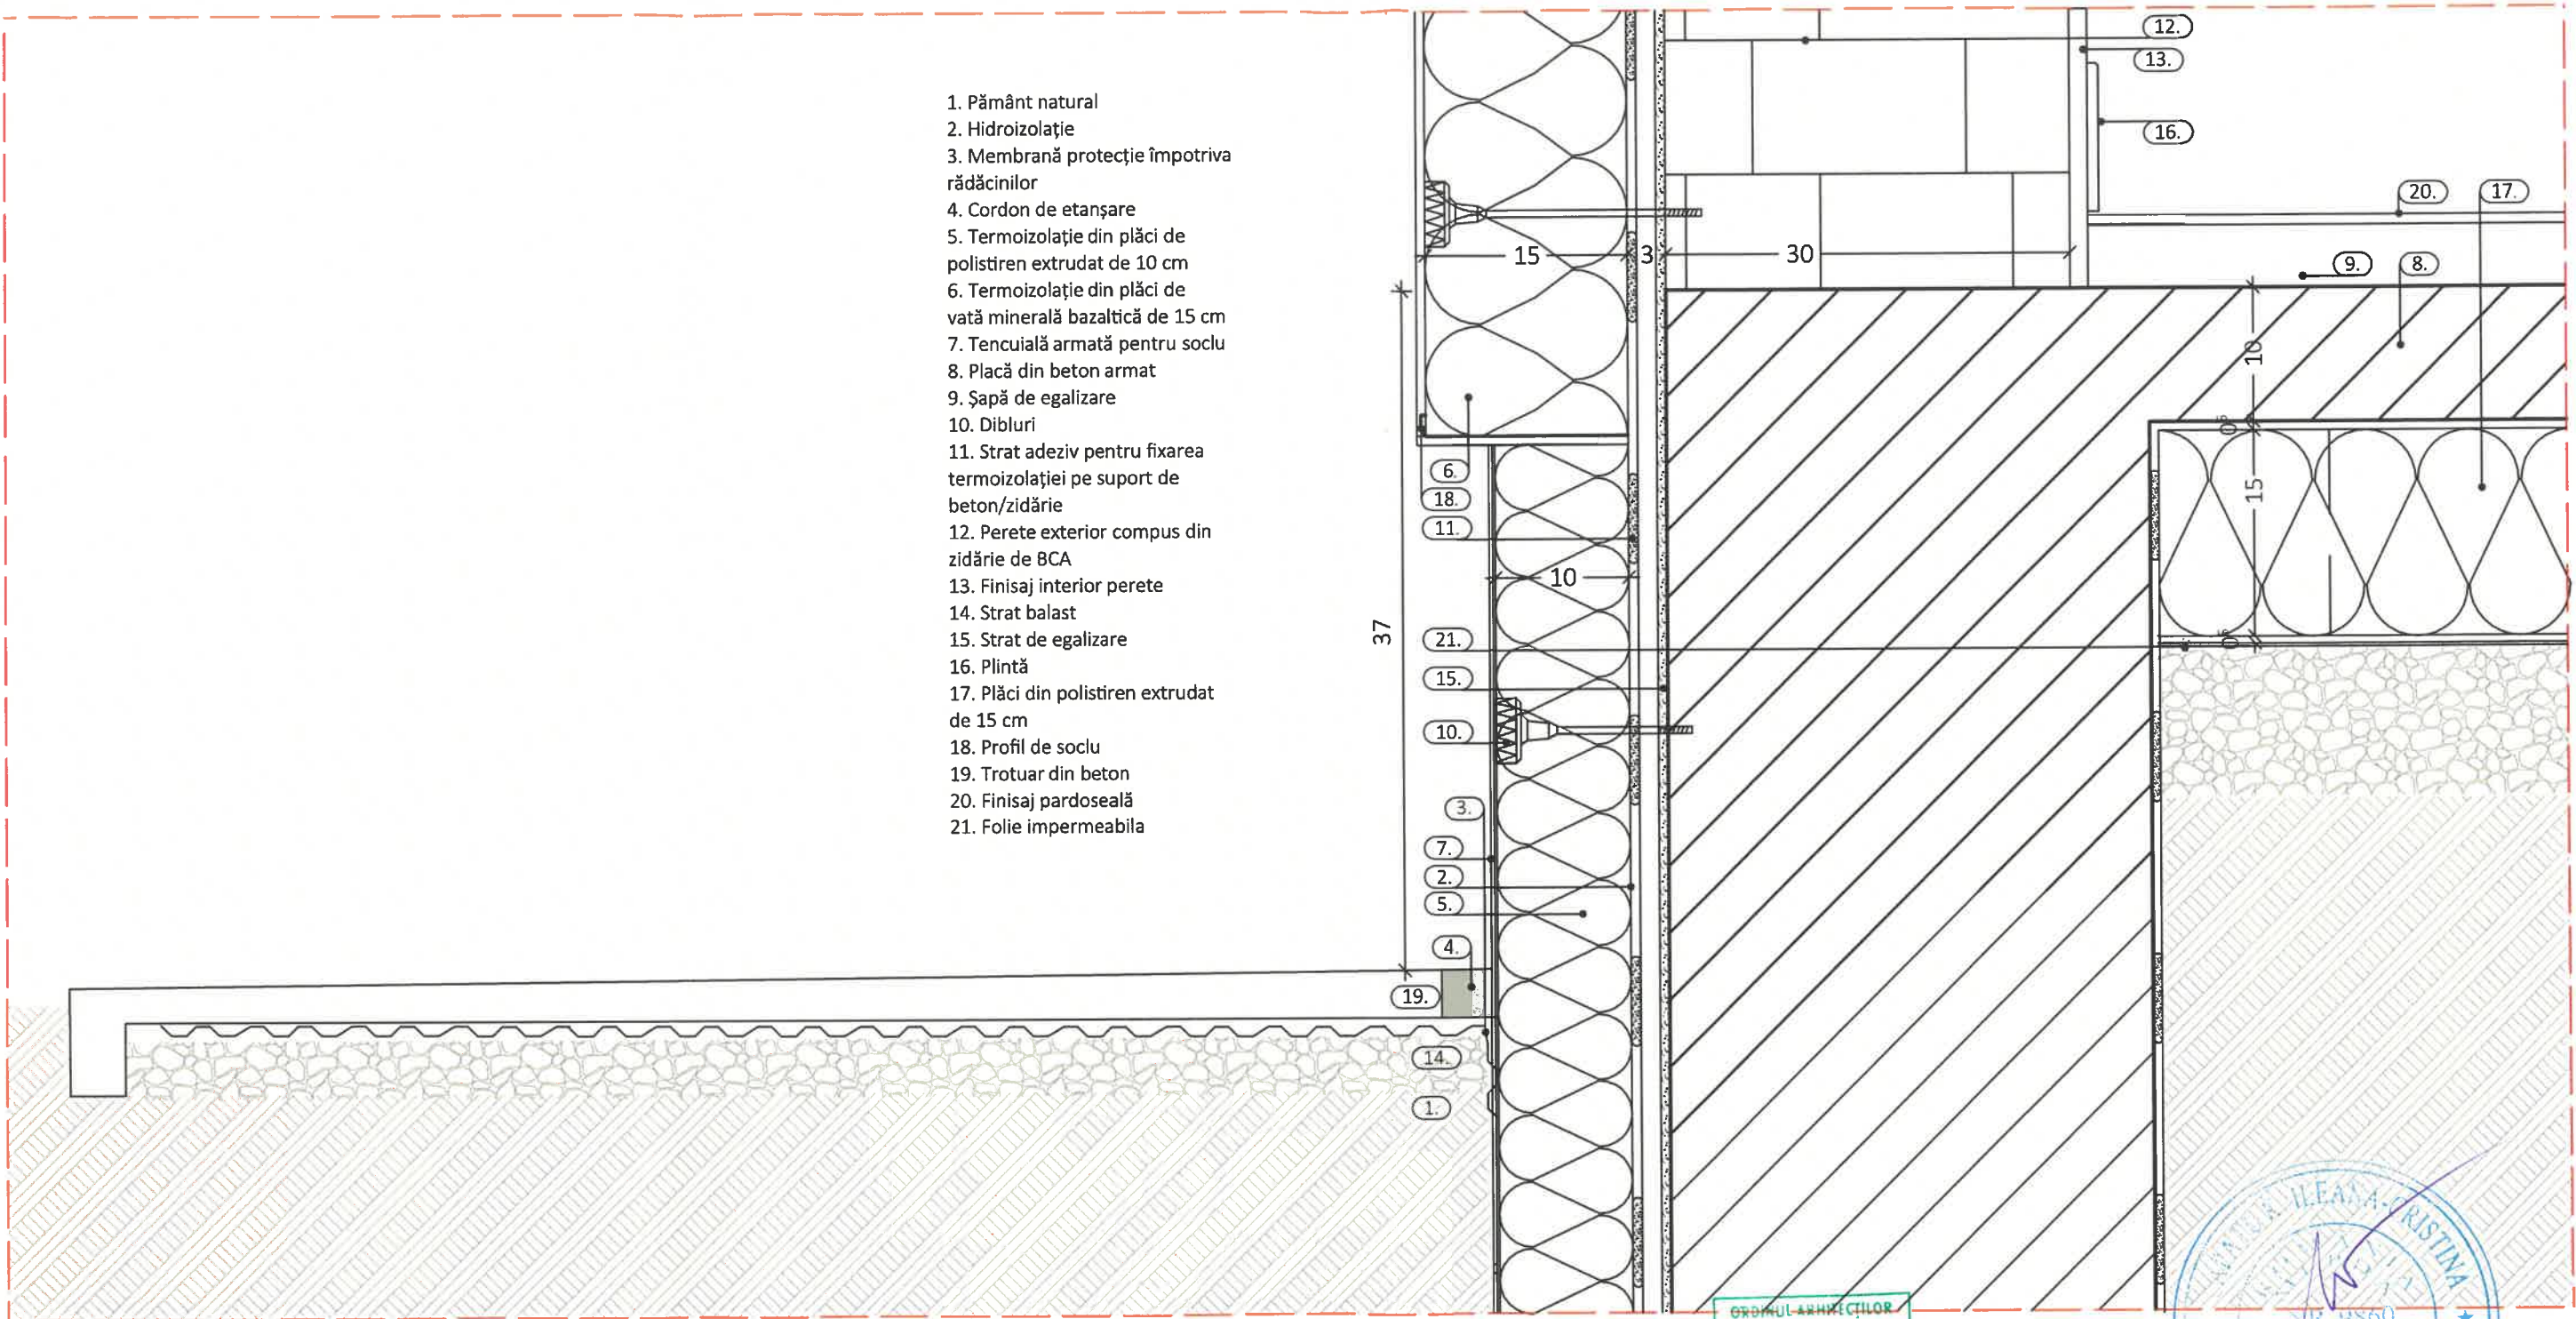 1. Pământ natural
2. Hidroizolație
3. Membrană protecție împotriva
rădăcinilor
4. Cordon de etanșare
5. Termoizolație din plăci de
polistiren extrudat de 10 cm
6. Termoizolație din plăci de
vată minerală bazaltică de 15 cm
7. Tencuială armată pentru soclu
8. Placă din beton armat
9. Șapă de egalizare
10. Dibluri
11. Strat adeziv pentru fixarea
termoizolației pe suport de
beton/zidărie
12. Perete exterior compus din
zidărie de BCA
13. Finisaj interior perete
14. Strat balast
15. Strat de egalizare
16. Plintă
17. Plăci din polistiren extrudat
de 15 cm
18. Profil de soclu
19. Trotuar din beton
20. Finisaj pardoseală
21. Folie impermeabila
12.
13.
16.
20.
17.
15
3
30
9.
8.
10
0⁵
15
0⁵
6.
18.
11.
10
37
21.
15.
10.
3.
7.
2.
5.
4.
19.
14.
1.
ILEANA-CRISTINA
ORDINUL ARHITECȚILOR